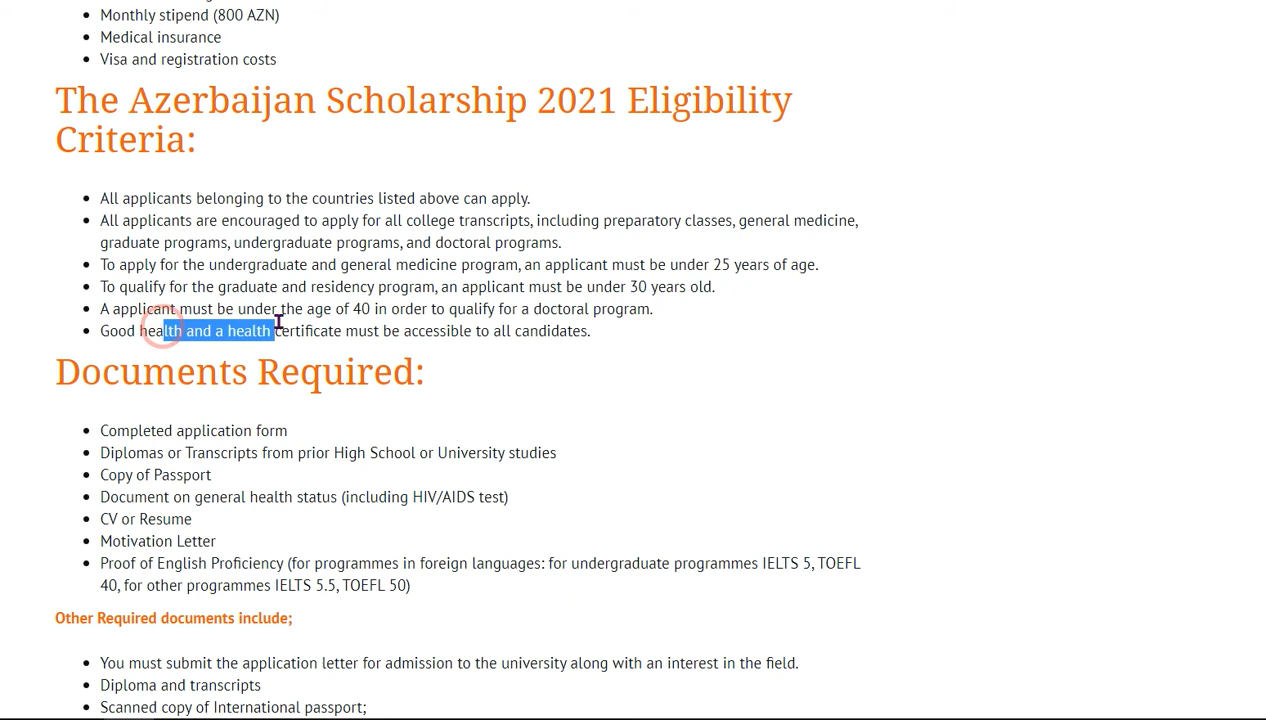 Monthly stipend (800 AZN)
Medical insurance
Visa and registration costs
The Azerbaijan Scholarship 2021 Eligibility
Criteria:
All applicants belonging to the countries listed above can apply.
All applicants are encouraged to apply for all college transcripts, including preparatory classes, general medicine,
graduate programs, undergraduate programs, and doctoral programs.
To apply for the undergraduate and general medicine program, an applicant must be under 25 years of age.
To qualify for the graduate and residency program, an applicant must be under 30 years old.
A applicant must be under the age of 40 in order to qualify for a doctoral program.
Good health and a health certificate must be accessible to all candidates.
Documents Required:
Completed application form
Diplomas or Transcripts from prior High School or University studies
Copy of Passport
Document on general health status (including HIV/AIDS test)
CV or Resume
Motivation Letter
Proof of English Proficiency (for programmes in foreign languages: for undergraduate programmes IELTS 5, TOEFL
40, for other programmes IELTS 5.5, TOEFL 50)
Other Required documents include;
You must submit the application letter for admission to the university along with an interest in the field.
Diploma and transcripts
Scanned copy of International passport;